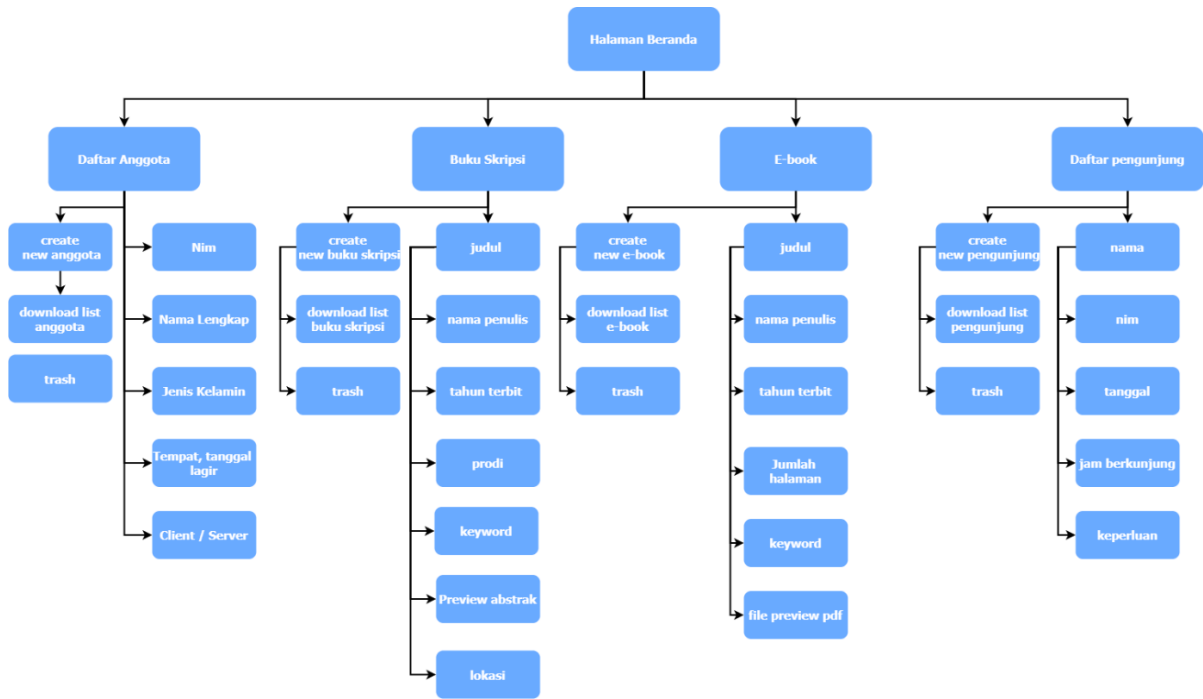 Halaman Beranda
Daftar Anggota
Buku Skripsi
E-book
Daftar pengunjung
create
new anggota
download list
anggota
trash
Nim
Nama Lengkap
Jenis Kelamin
Tempat, tanggal
lagir
Client / Server
create
new buku skripsi
download list
buku skripsi
trash
judul
nama penulis
tahun terbit
prodi
keyword
Preview abstrak
lokasi
create
new e-book
download list
e-book
trash
judul
nama penulis
tahun terbit
Jumlah
halaman
keyword
file preview pdf
create
new pengunjung
download list
pengunjung
trash
nama
nim
tanggal
jam berkunjung
keperluan